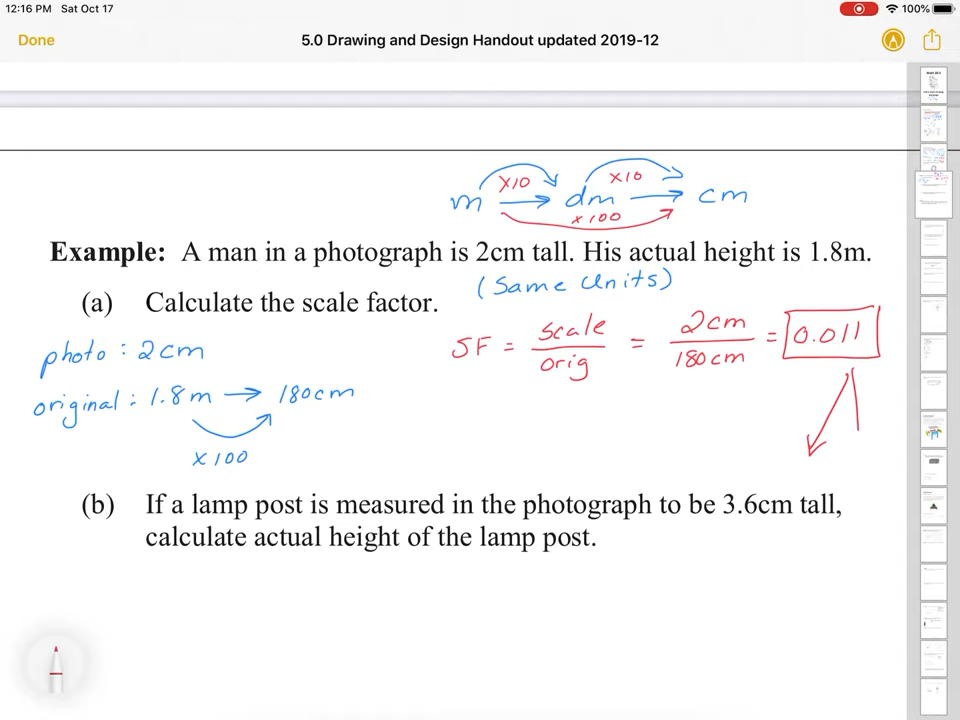 12:16 PM Sat Oct 17
100%
Done
5.0 Drawing and Design Handout updated 2019-12
x10
x10
m → dm → cm
x100
Example: A man in a photograph is 2cm tall. His actual height is 1.8m.
(Same Units)
(a) Calculate the scale factor.
SF = scale/orig = 2cm/180cm = 0.011
photo : 2cm
original : 1.8m → 180cm
x100
(b) If a lamp post is measured in the photograph to be 3.6cm tall,
calculate actual height of the lamp post.